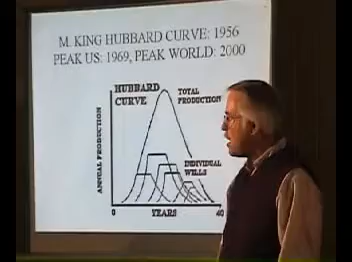 M. KING HUBBARD CURVE: 1956
PEAK US: 1969, PEAK WORLD: 2000
HUBBARD
CURVE
TOTAL
PRODUCTION
ANNUAL PRODUCTION
INDIVIDUAL
WELLS
0
YEARS
40